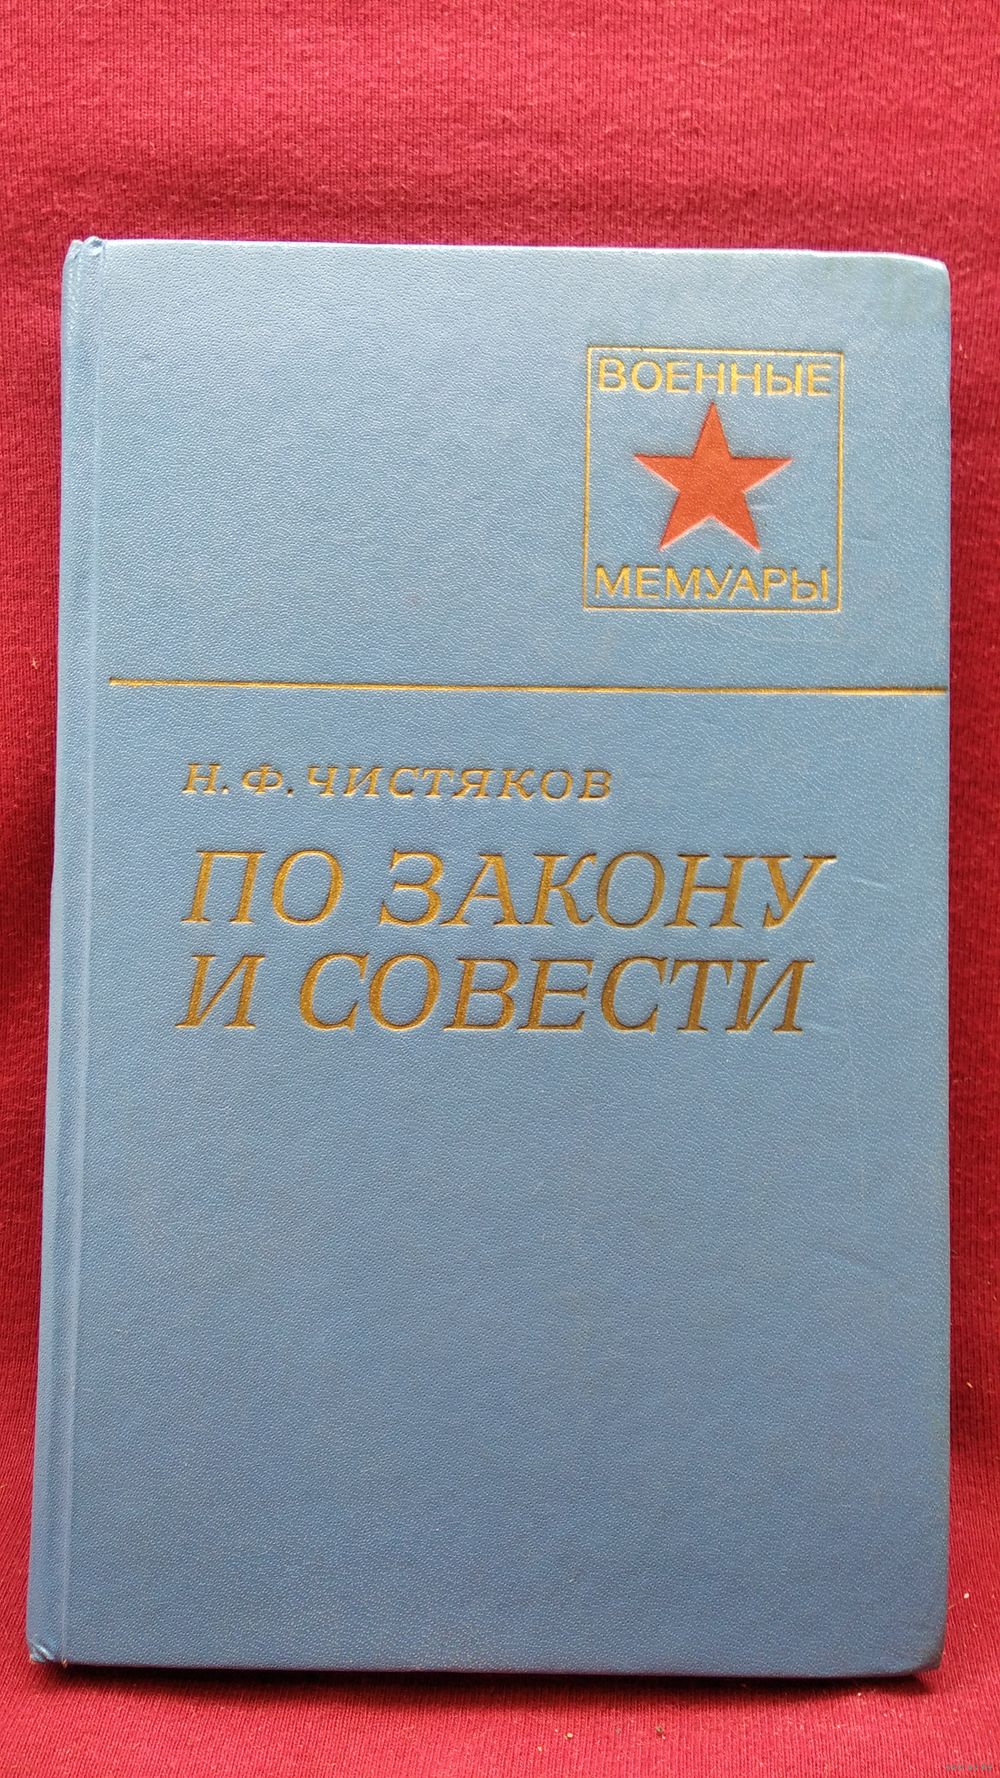 ВОЕННЫЕ
МЕМУАРЫ
Н. Ф. ЧИСТЯКОВ
ПО ЗАКОНУ
И СОВЕСТИ